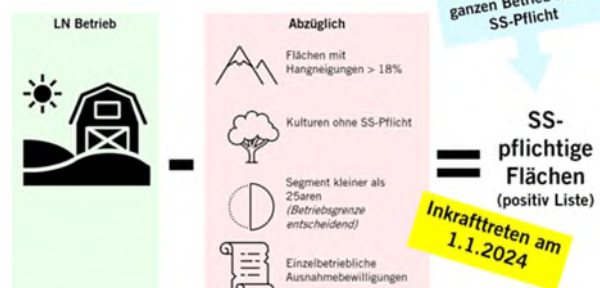 LN Betrieb
Abzüglich
Flächen mit
Hangneigungen > 18%
Kulturen ohne SS-Pflicht
Segment kleiner als
25aren
(Betriebsgrenze
entscheidend)
Einzelbetriebliche
Ausnahmebewilligungen
ganzen Betrieb
SS-Pflicht
SS-
pflichtige
Flächen
(positiv Liste)
Inkrafttreten am
1.1.2024